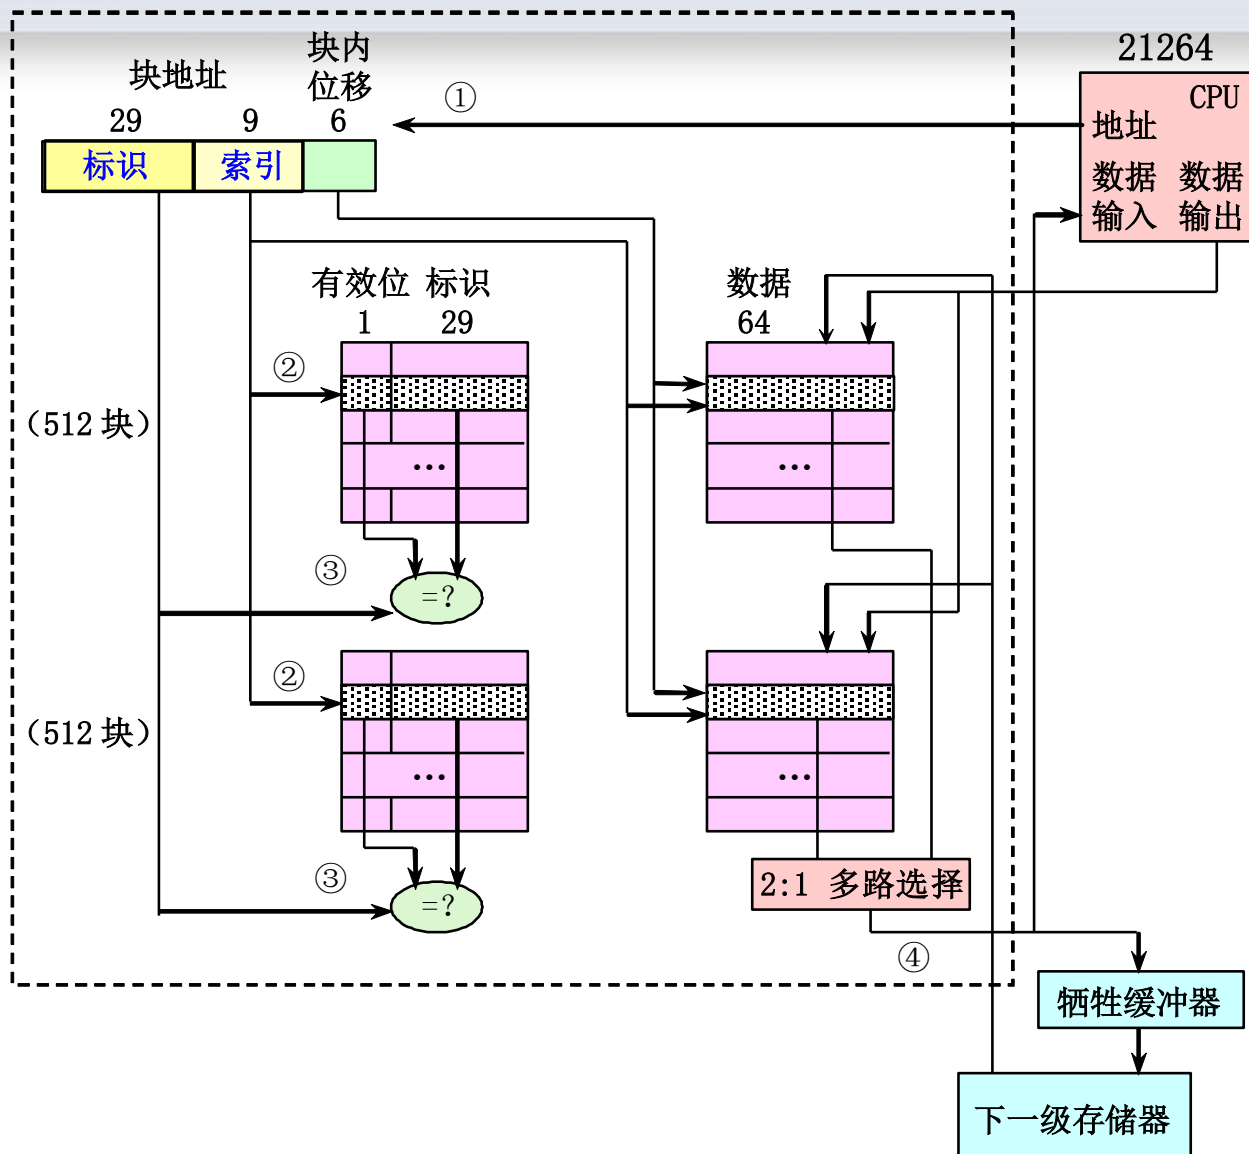 21264
CPU
地址
数据 数据
输入 输出
块地址
块内
位移
29 9 6
①
标识 索引
有效位 标识
1 29
数据
64
②
(512 块)
… …
③
=?
②
(512 块)
… …
③
=?
2:1 多路选择
④
牺牲缓冲器
下一级存储器